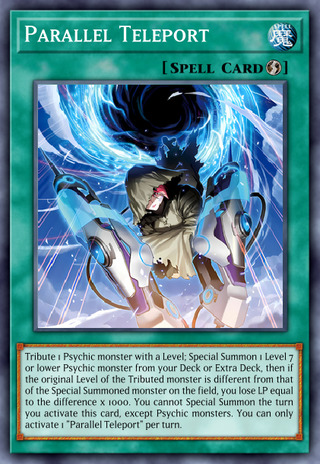 Parallel Teleport
魔
[Spell Card]
Tribute 1 Psychic monster with a Level; Special Summon 1 Level 7
or lower Psychic monster from your Deck or Extra Deck, then if
the original Level of the Tributed monster is different from that
of the Special Summoned monster on the field, you lose LP equal
to the difference x 1000. You cannot Special Summon the turn
you activate this card, except Psychic monsters. You can only
activate 1 "Parallel Teleport" per turn.